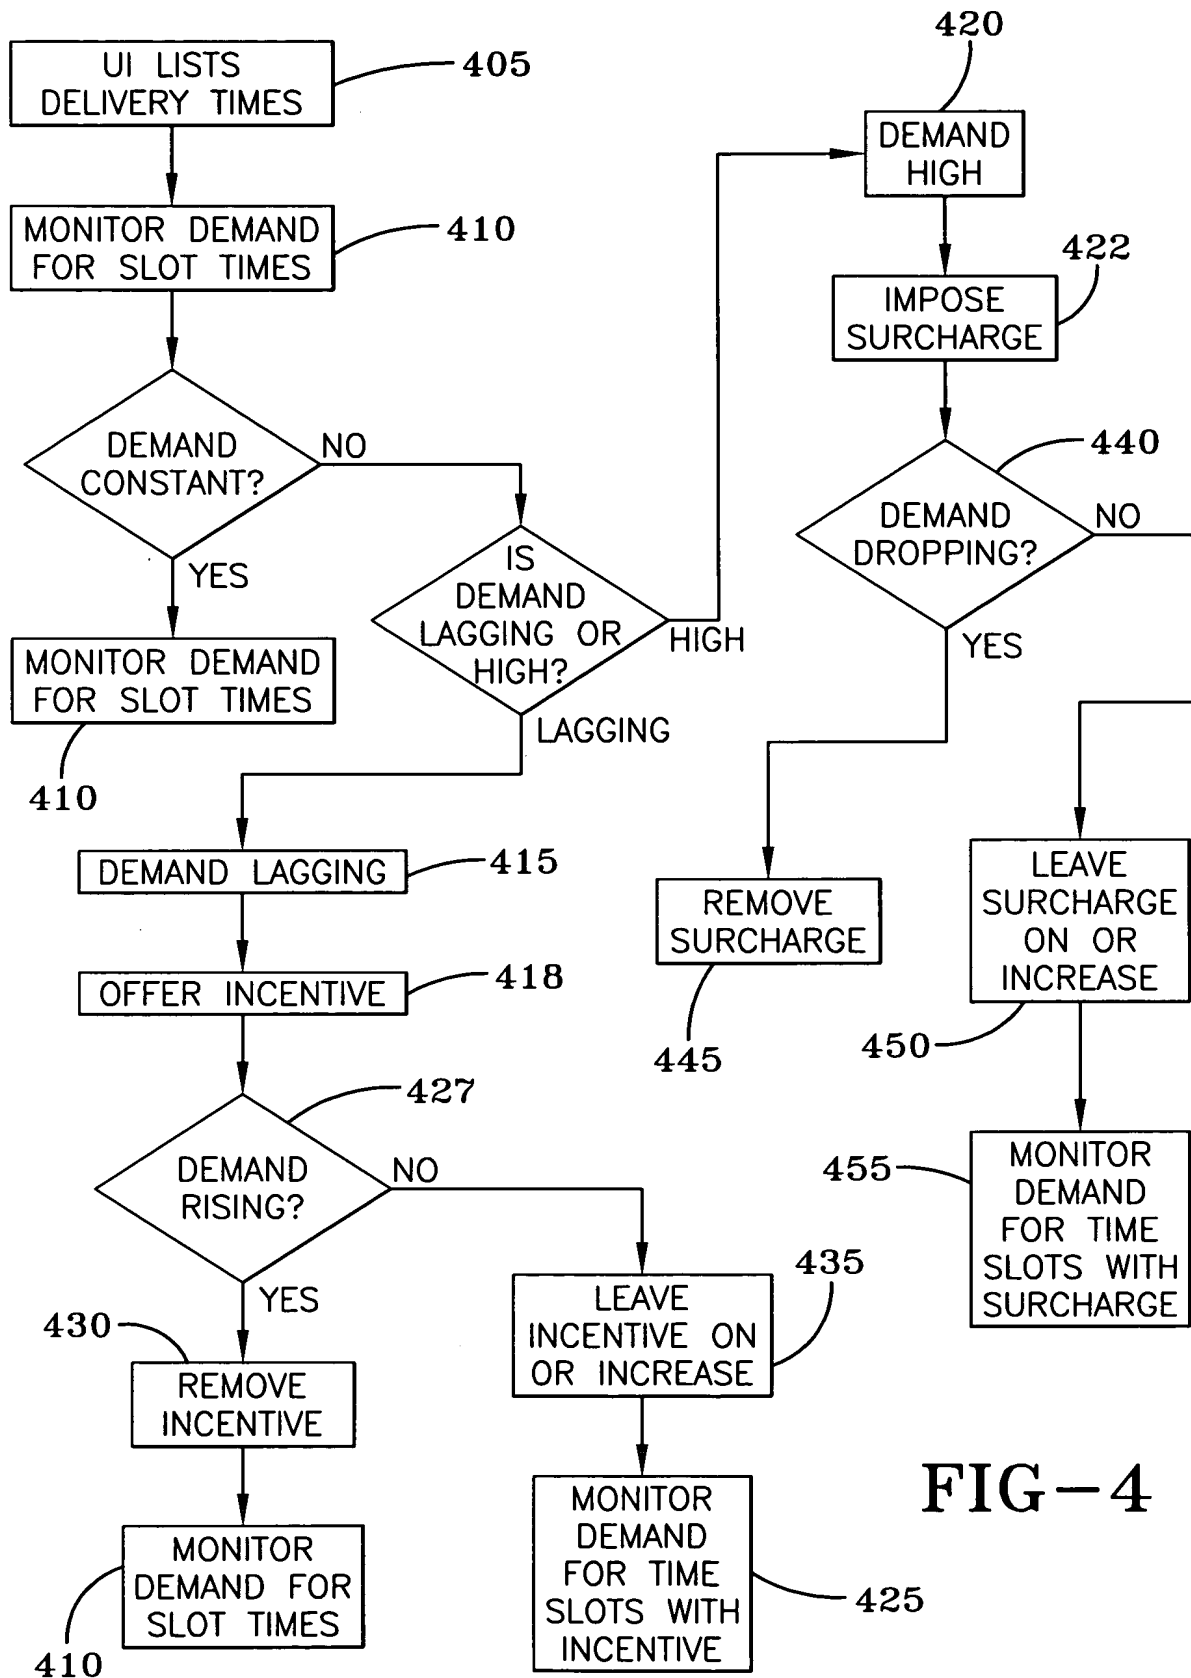 UI LISTS
DELIVERY TIMES
405
MONITOR DEMAND
FOR SLOT TIMES
410
DEMAND
CONSTANT?
NO
YES
MONITOR DEMAND
FOR SLOT TIMES
410
IS
DEMAND
LAGGING OR
HIGH?
HIGH
LAGGING
420
DEMAND
HIGH
422
IMPOSE
SURCHARGE
440
DEMAND
DROPPING?
NO
YES
REMOVE
SURCHARGE
445
LEAVE
SURCHARGE
ON OR
INCREASE
450
455
MONITOR
DEMAND
FOR TIME
SLOTS WITH
SURCHARGE
DEMAND LAGGING
415
OFFER INCENTIVE
418
427
DEMAND
RISING?
NO
YES
430
REMOVE
INCENTIVE
MONITOR
DEMAND FOR
SLOT TIMES
410
435
LEAVE
INCENTIVE ON
OR INCREASE
MONITOR
DEMAND
FOR TIME
SLOTS WITH
INCENTIVE
425
FIG-4